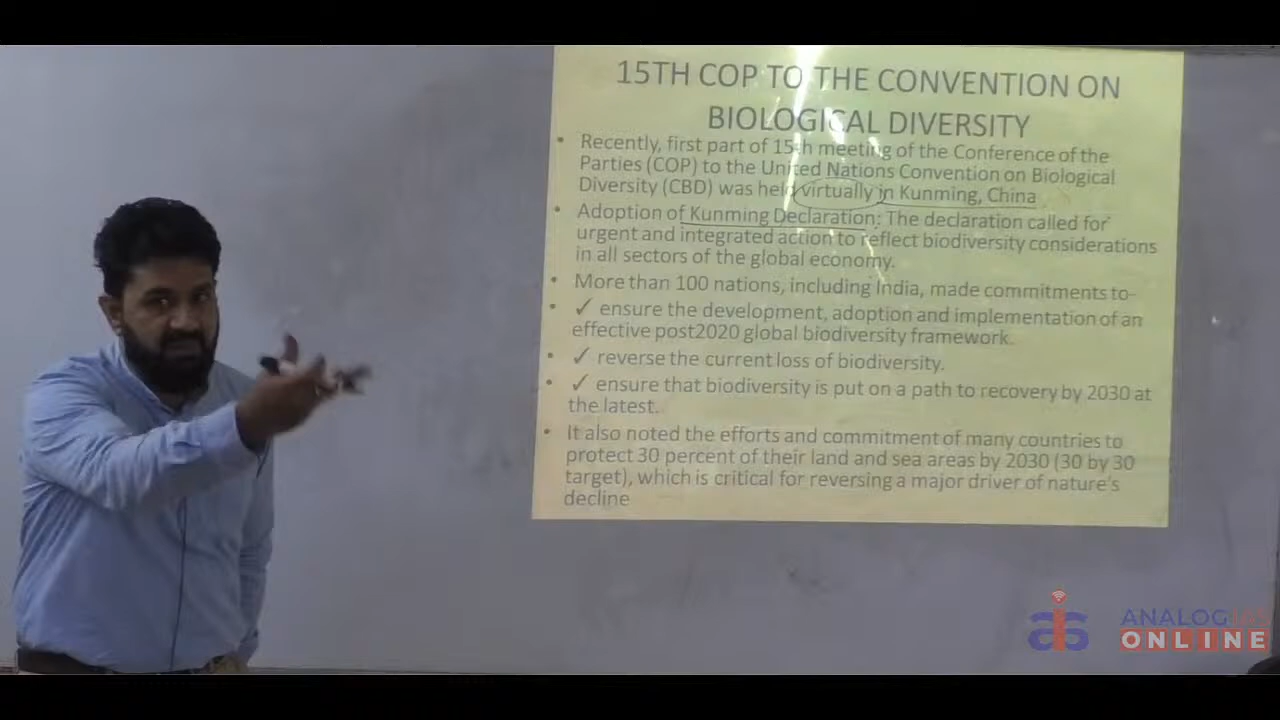 15TH COP TO THE CONVENTION ON
BIOLOGICAL DIVERSITY
• Recently, first part of 15th meeting of the Conference of the
Parties (COP) to the United Nations Convention on Biological
Diversity (CBD) was held virtually in Kunming, China
• Adoption of Kunming Declaration: The declaration called for
urgent and integrated action to reflect biodiversity considerations
in all sectors of the global economy.
• More than 100 nations, including India, made commitments to-
• ✓ ensure the development, adoption and implementation of an
effective post2020 global biodiversity framework.
• ✓ reverse the current loss of biodiversity.
• ✓ ensure that biodiversity is put on a path to recovery by 2030 at
the latest.
• It also noted the efforts and commitment of many countries to
protect 30 percent of their land and sea areas by 2030 (30 by 30
target), which is critical for reversing a major driver of nature's
decline
ANALOG IAS
ONLINE